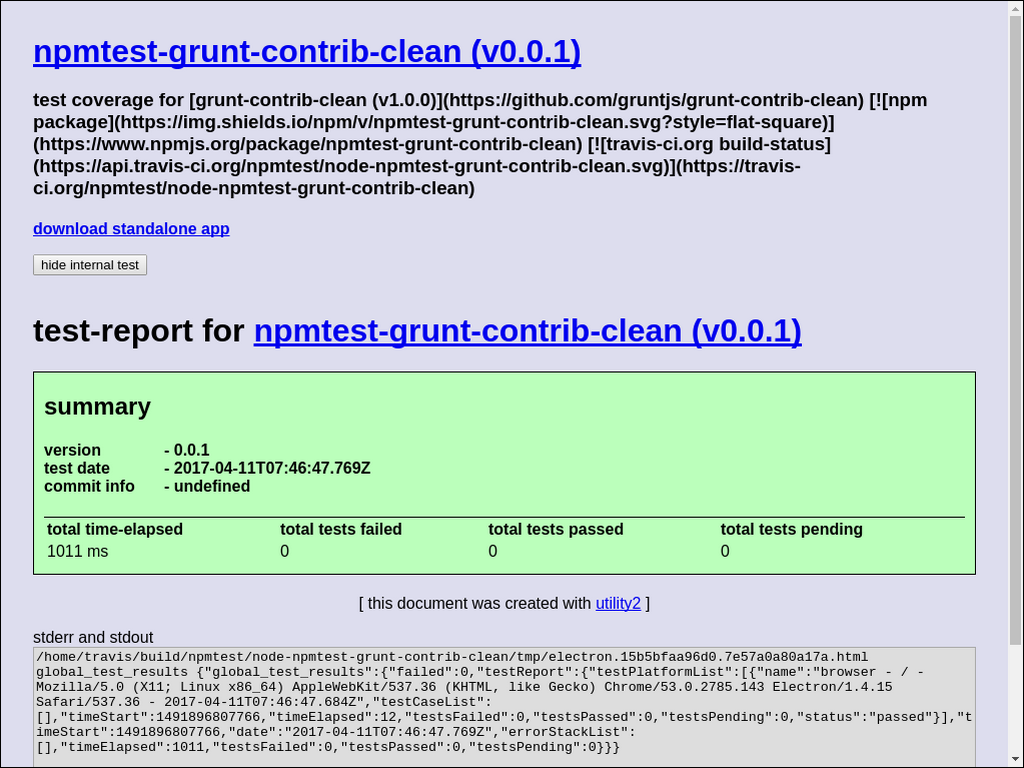 npmtest-grunt-contrib-clean (v0.0.1)
test coverage for [grunt-contrib-clean (v1.0.0)](https://github.com/gruntjs/grunt-contrib-clean) [![npm
package](https://img.shields.io/npm/v/npmtest-grunt-contrib-clean.svg?style=flat-square)]
(https://www.npmjs.org/package/npmtest-grunt-contrib-clean) [![travis-ci.org build-status]
(https://api.travis-ci.org/npmtest/node-npmtest-grunt-contrib-clean.svg)](https://travis-
ci.org/npmtest/node-npmtest-grunt-contrib-clean)
download standalone app
hide internal test
test-report for npmtest-grunt-contrib-clean (v0.0.1)
summary
version - 0.0.1
test date - 2017-04-11T07:46:47.769Z
commit info - undefined
total time-elapsed total tests failed total tests passed total tests pending
1011 ms 0 0 0
[ this document was created with utility2 ]
stderr and stdout
/home/travis/build/npmtest/node-npmtest-grunt-contrib-clean/tmp/electron.15b5bfaa96d0.7e57a0a80a17a.html
global_test_results {"global_test_results":{"failed":0,"testReport":{"testPlatformList":[{"name":"browser - / -
Mozilla/5.0 (X11; Linux x86_64) AppleWebKit/537.36 (KHTML, like Gecko) Chrome/53.0.2785.143 Electron/1.4.15
Safari/537.36 - 2017-04-11T07:46:47.684Z","testCaseList":
[],"timeStart":1491896807766,"timeElapsed":12,"testsFailed":0,"testsPassed":0,"testsPending":0,"status":"passed"}],"t
imeStart":1491896807766,"date":"2017-04-11T07:46:47.769Z","errorStackList":
[],"timeElapsed":1011,"testsFailed":0,"testsPassed":0,"testsPending":0}}}